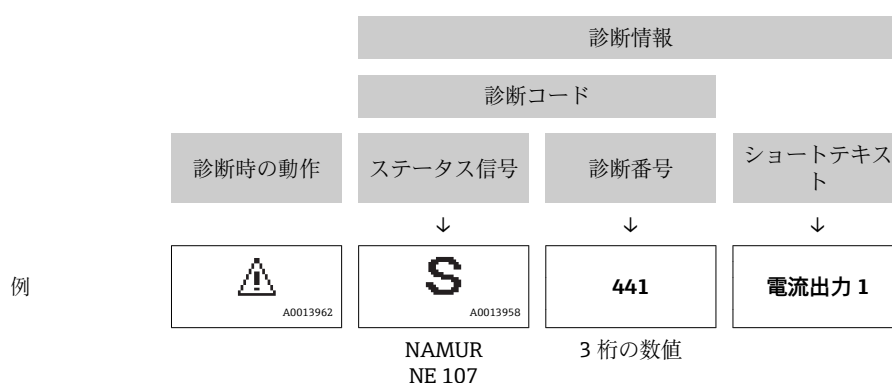 診断情報
診断コード
診断時の動作
ステータス信号
診断番号
ショートテキス
ト
↓ ↓ ↓
例
A0013962
S
A0013958
441
電流出力 1
NAMUR
NE 107
3 桁の数値